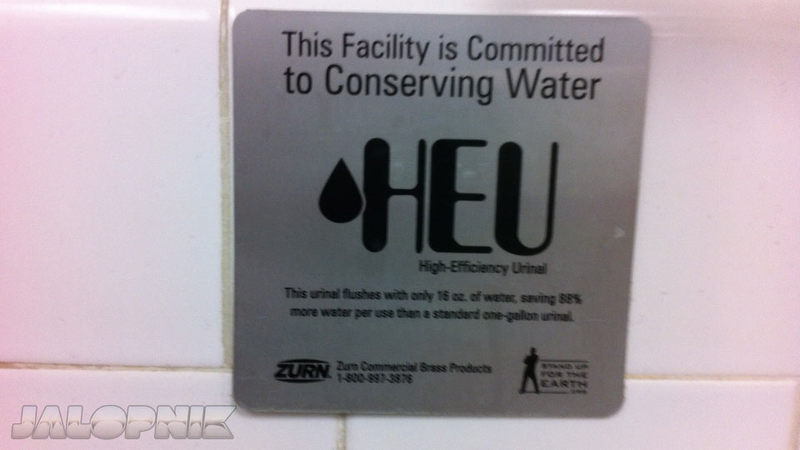 This Facility is Committed
to Conserving Water
HEU
High-Efficiency Urinal
This urinal flushes with only 16 oz. of water, saving 88%
more water per use than a standard one-gallon urinal.
ZURN Zurn Commercial Brass Products
1-800-997-3876
STAND UP
FOR THE
EARTH
.ORG
JALOPNIK